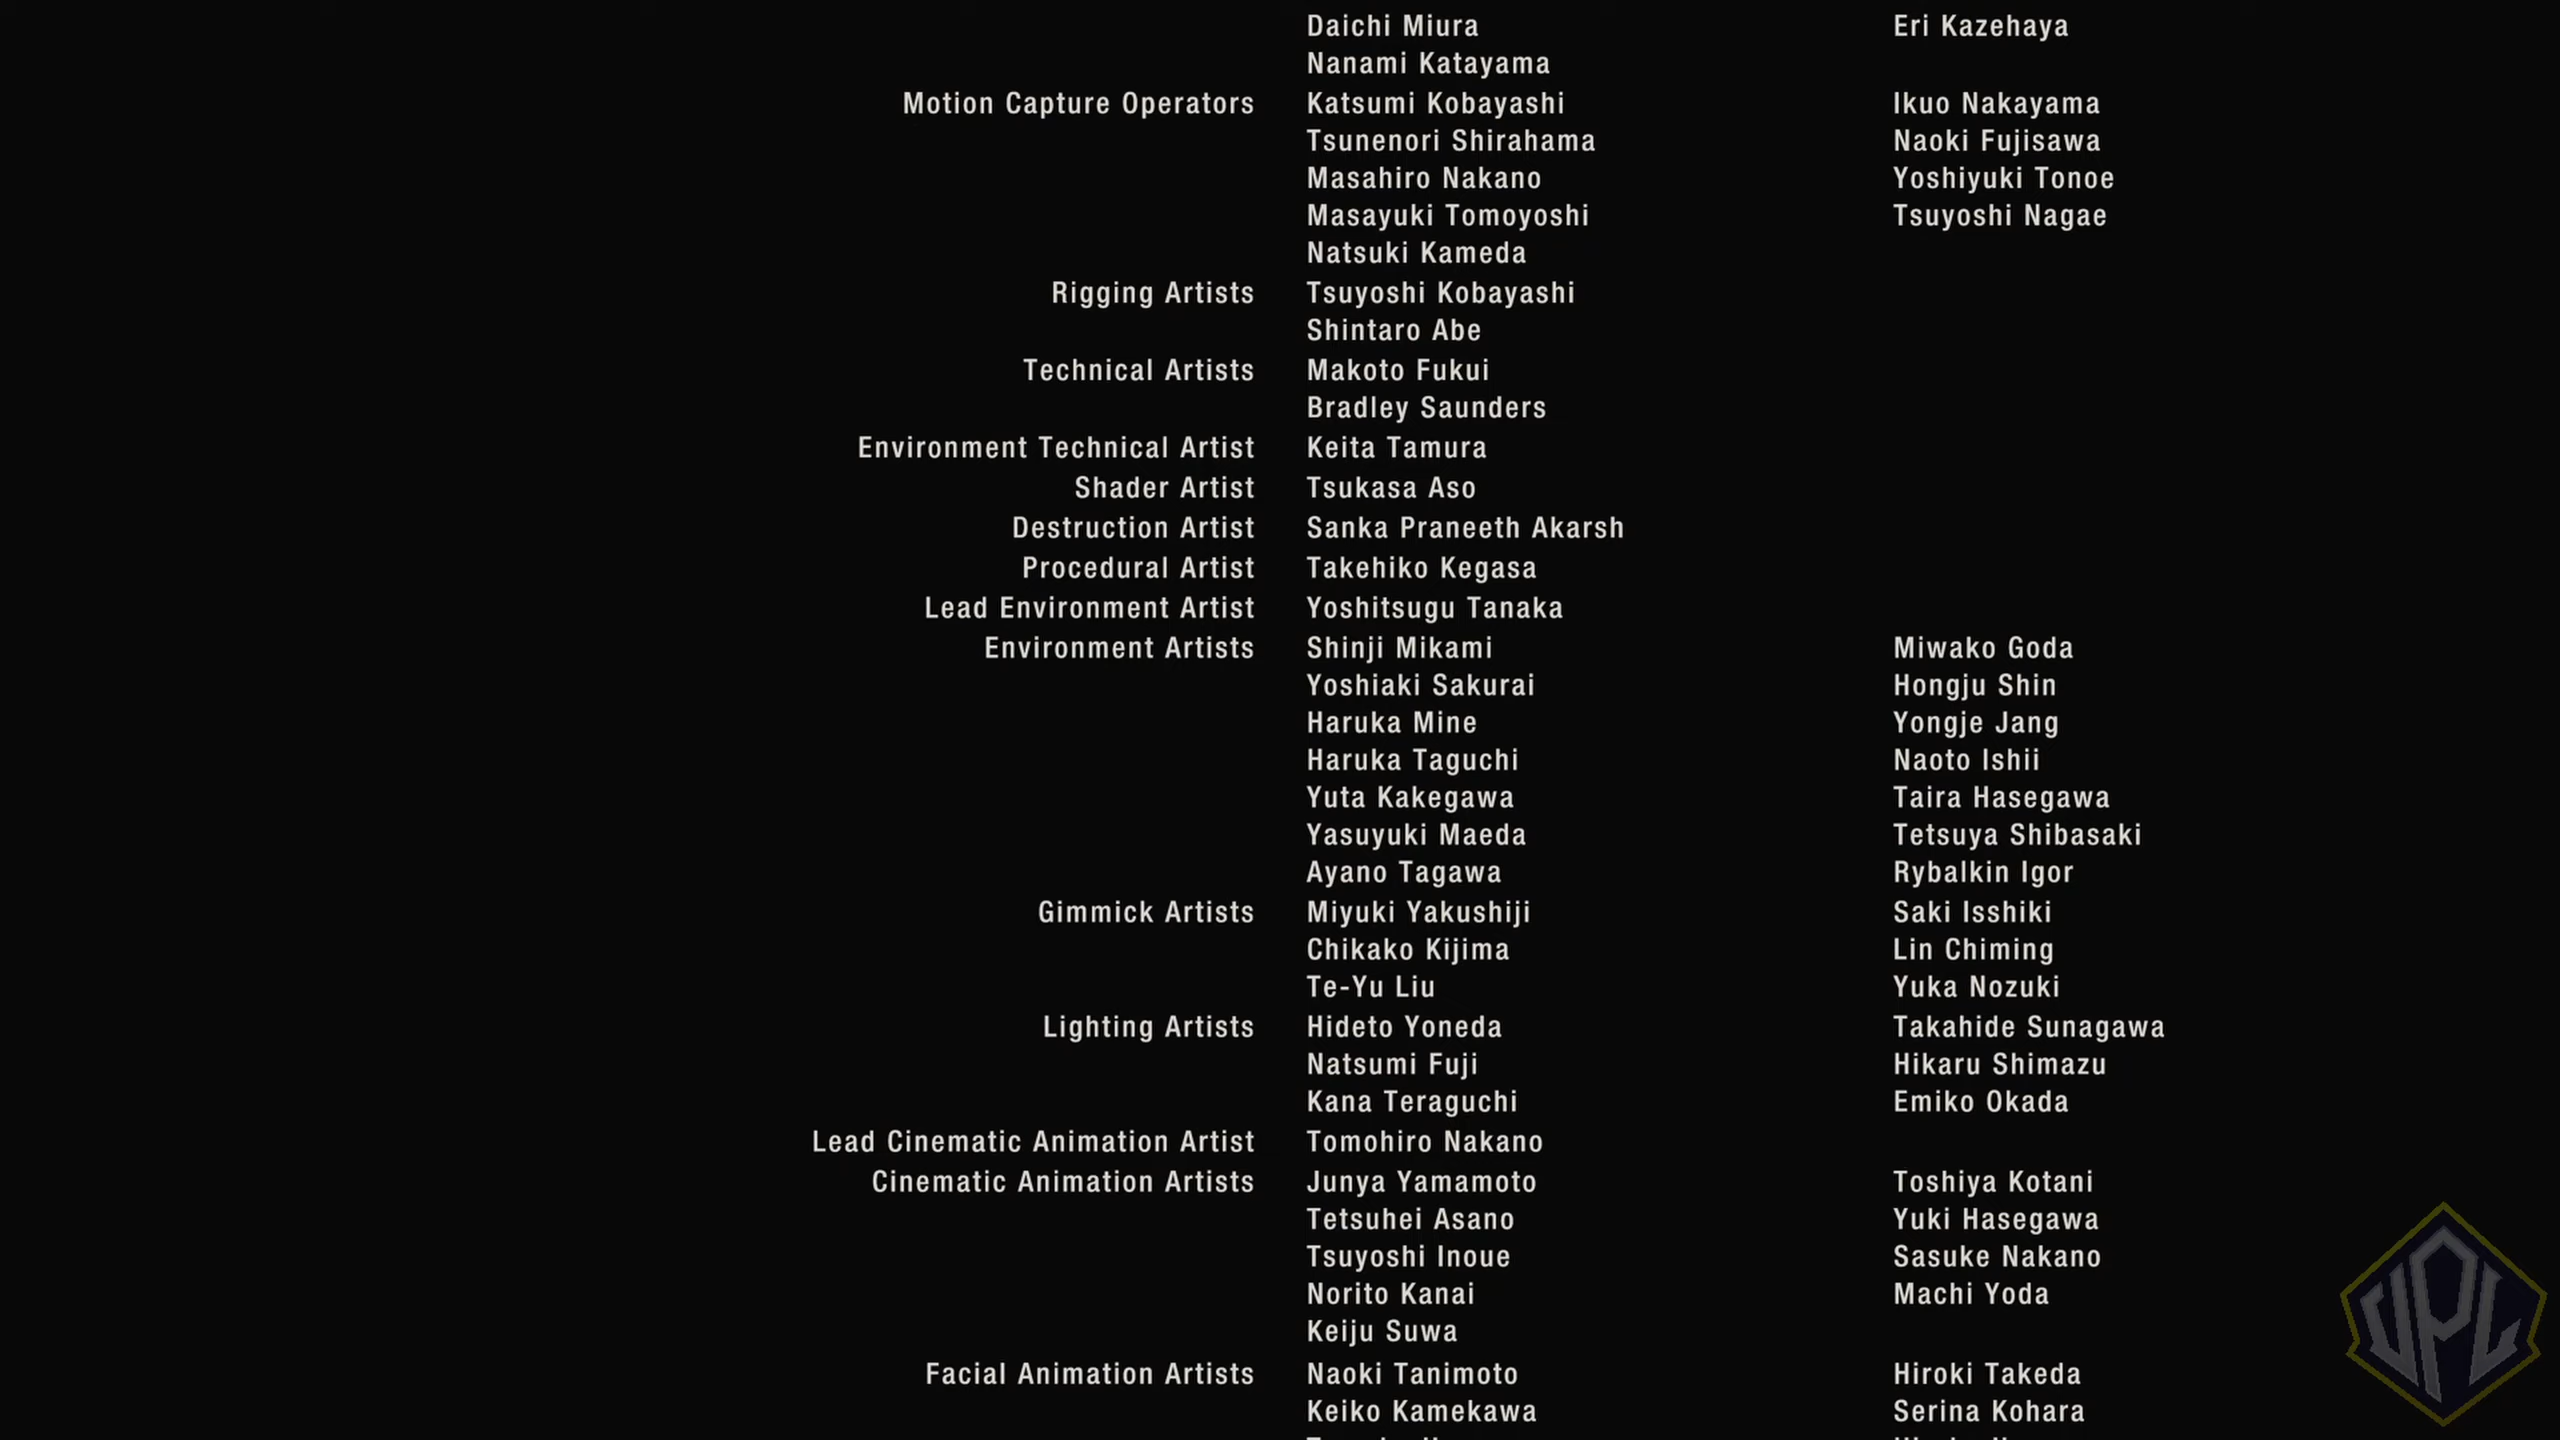 Daichi Miura Eri Kazehaya
Nanami Katayama
Motion Capture Operators Katsumi Kobayashi Ikuo Nakayama
Tsunenori Shirahama Naoki Fujisawa
Masahiro Nakano Yoshiyuki Tonoe
Masayuki Tomoyoshi Tsuyoshi Nagae
Natsuki Kameda
Rigging Artists Tsuyoshi Kobayashi
Shintaro Abe
Technical Artists Makoto Fukui
Bradley Saunders
Environment Technical Artist Keita Tamura
Shader Artist Tsukasa Aso
Destruction Artist Sanka Praneeth Akarsh
Procedural Artist Takehiko Kegasa
Lead Environment Artist Yoshitsugu Tanaka
Environment Artists Shinji Mikami Miwako Goda
Yoshiaki Sakurai Hongju Shin
Haruka Mine Yongje Jang
Haruka Taguchi Naoto Ishii
Yuta Kakegawa Taira Hasegawa
Yasuyuki Maeda Tetsuya Shibasaki
Ayano Tagawa Rybalkin Igor
Gimmick Artists Miyuki Yakushiji Saki Isshiki
Chikako Kijima Lin Chiming
Te-Yu Liu Yuka Nozuki
Lighting Artists Hideto Yoneda Takahide Sunagawa
Natsumi Fuji Hikaru Shimazu
Kana Teraguchi Emiko Okada
Lead Cinematic Animation Artist Tomohiro Nakano
Cinematic Animation Artists Junya Yamamoto Toshiya Kotani
Tetsuhei Asano Yuki Hasegawa
Tsuyoshi Inoue Sasuke Nakano
Norito Kanai Machi Yoda
Keiju Suwa
Facial Animation Artists Naoki Tanimoto Hiroki Takeda
Keiko Kamekawa Serina Kohara